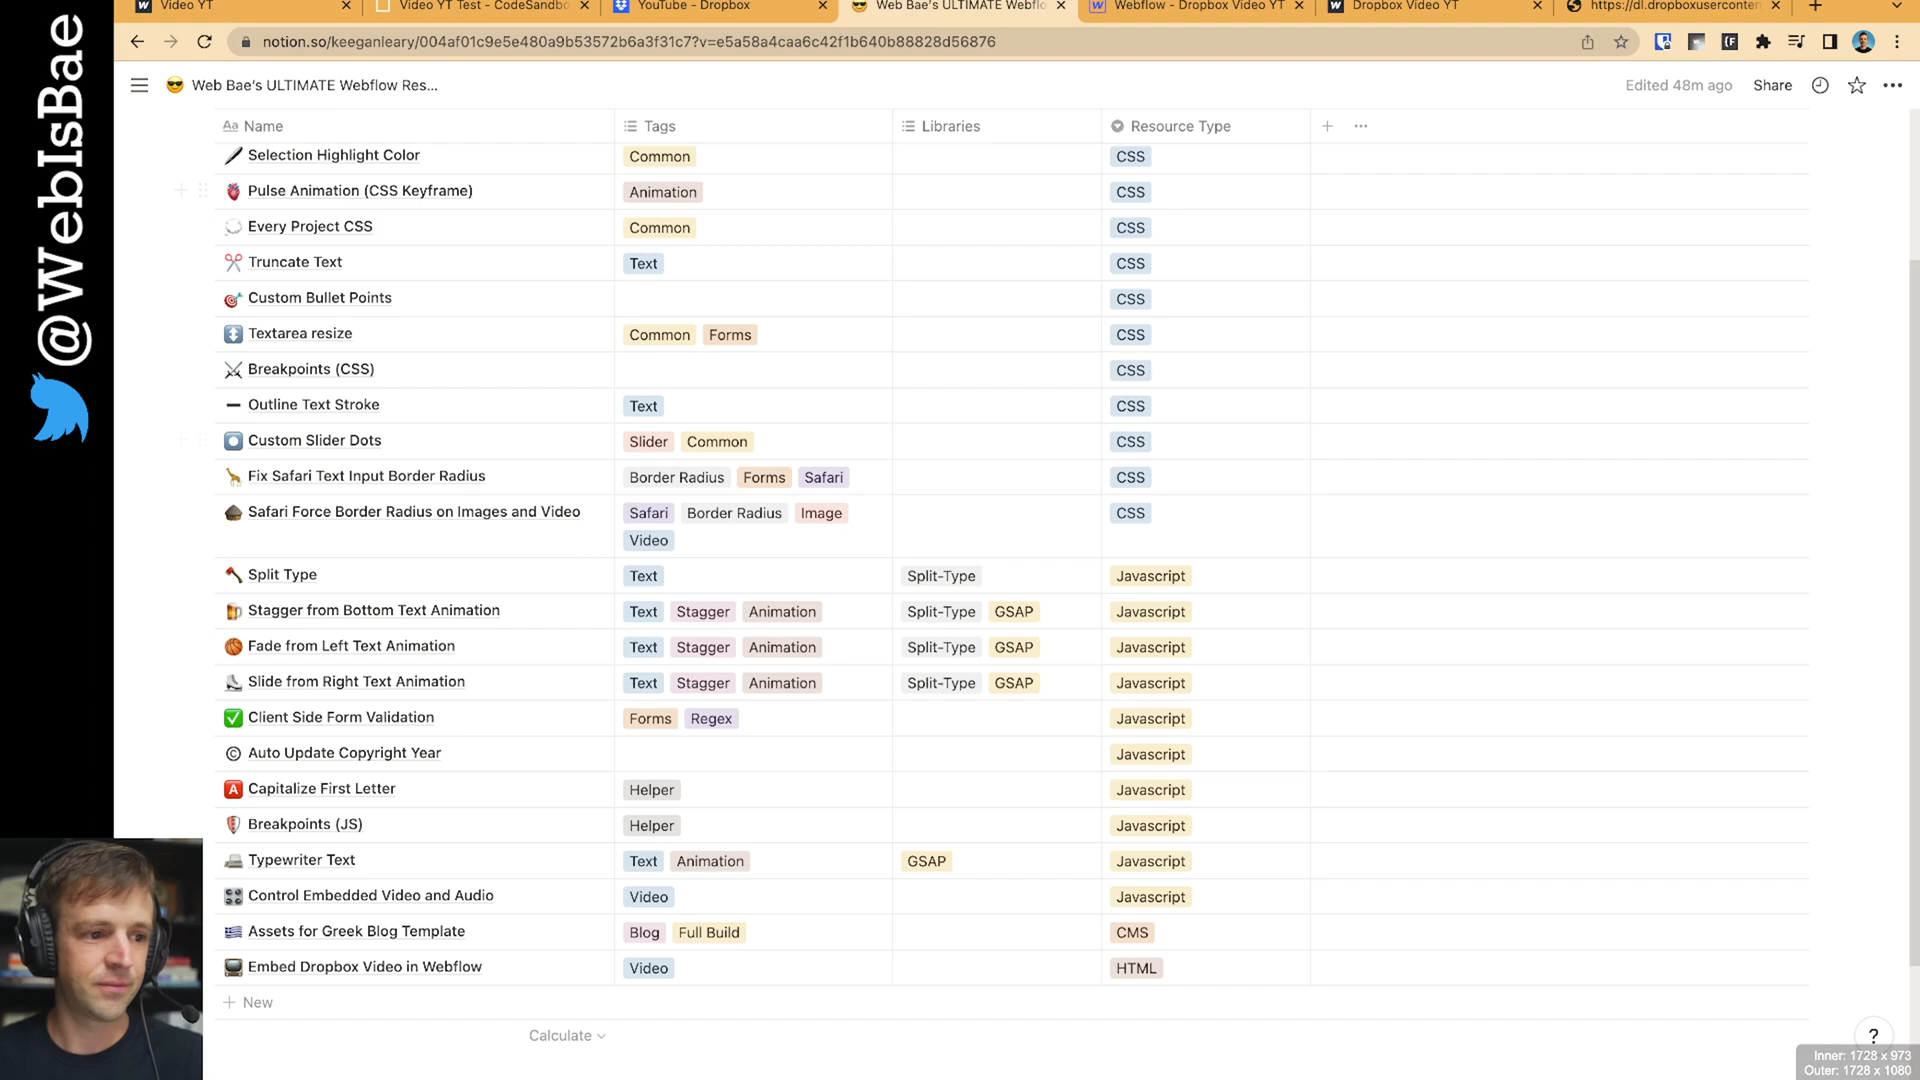 Video YT
Video YT Test - CodeSandbo
YouTube - Dropbox
Web Bae's ULTIMATE Webflo
Webflow - Dropbox Video YT
Dropbox Video YT
https://dl.dropboxuserconten
notion.so/keeganleary/004af01c9e5e480a9b53572b6a3f31c7?v=e5a58a4caa6c42f1b640b88828d56876
Web Bae's ULTIMATE Webflow Res...
Edited 48m ago
Share
@WebIsBae
Aa Name
Tags
Libraries
Resource Type
Selection Highlight Color Common CSS
Pulse Animation (CSS Keyframe) Animation CSS
Every Project CSS Common CSS
Truncate Text Text CSS
Custom Bullet Points CSS
Textarea resize Common Forms CSS
Breakpoints (CSS) CSS
Outline Text Stroke Text CSS
Custom Slider Dots Slider Common CSS
Fix Safari Text Input Border Radius Border Radius Forms Safari CSS
Safari Force Border Radius on Images and Video Safari Border Radius Image CSS
Video
Split Type Text Split-Type Javascript
Stagger from Bottom Text Animation Text Stagger Animation Split-Type GSAP Javascript
Fade from Left Text Animation Text Stagger Animation Split-Type GSAP Javascript
Slide from Right Text Animation Text Stagger Animation Split-Type GSAP Javascript
Client Side Form Validation Forms Regex Javascript
Auto Update Copyright Year Javascript
Capitalize First Letter Helper Javascript
Breakpoints (JS) Helper Javascript
Typewriter Text Text Animation GSAP Javascript
Control Embedded Video and Audio Video Javascript
Assets for Greek Blog Template Blog Full Build CMS
Embed Dropbox Video in Webflow Video HTML
+ New
Calculate
?
Inner: 1728 x 973
Outer: 1728 x 1080